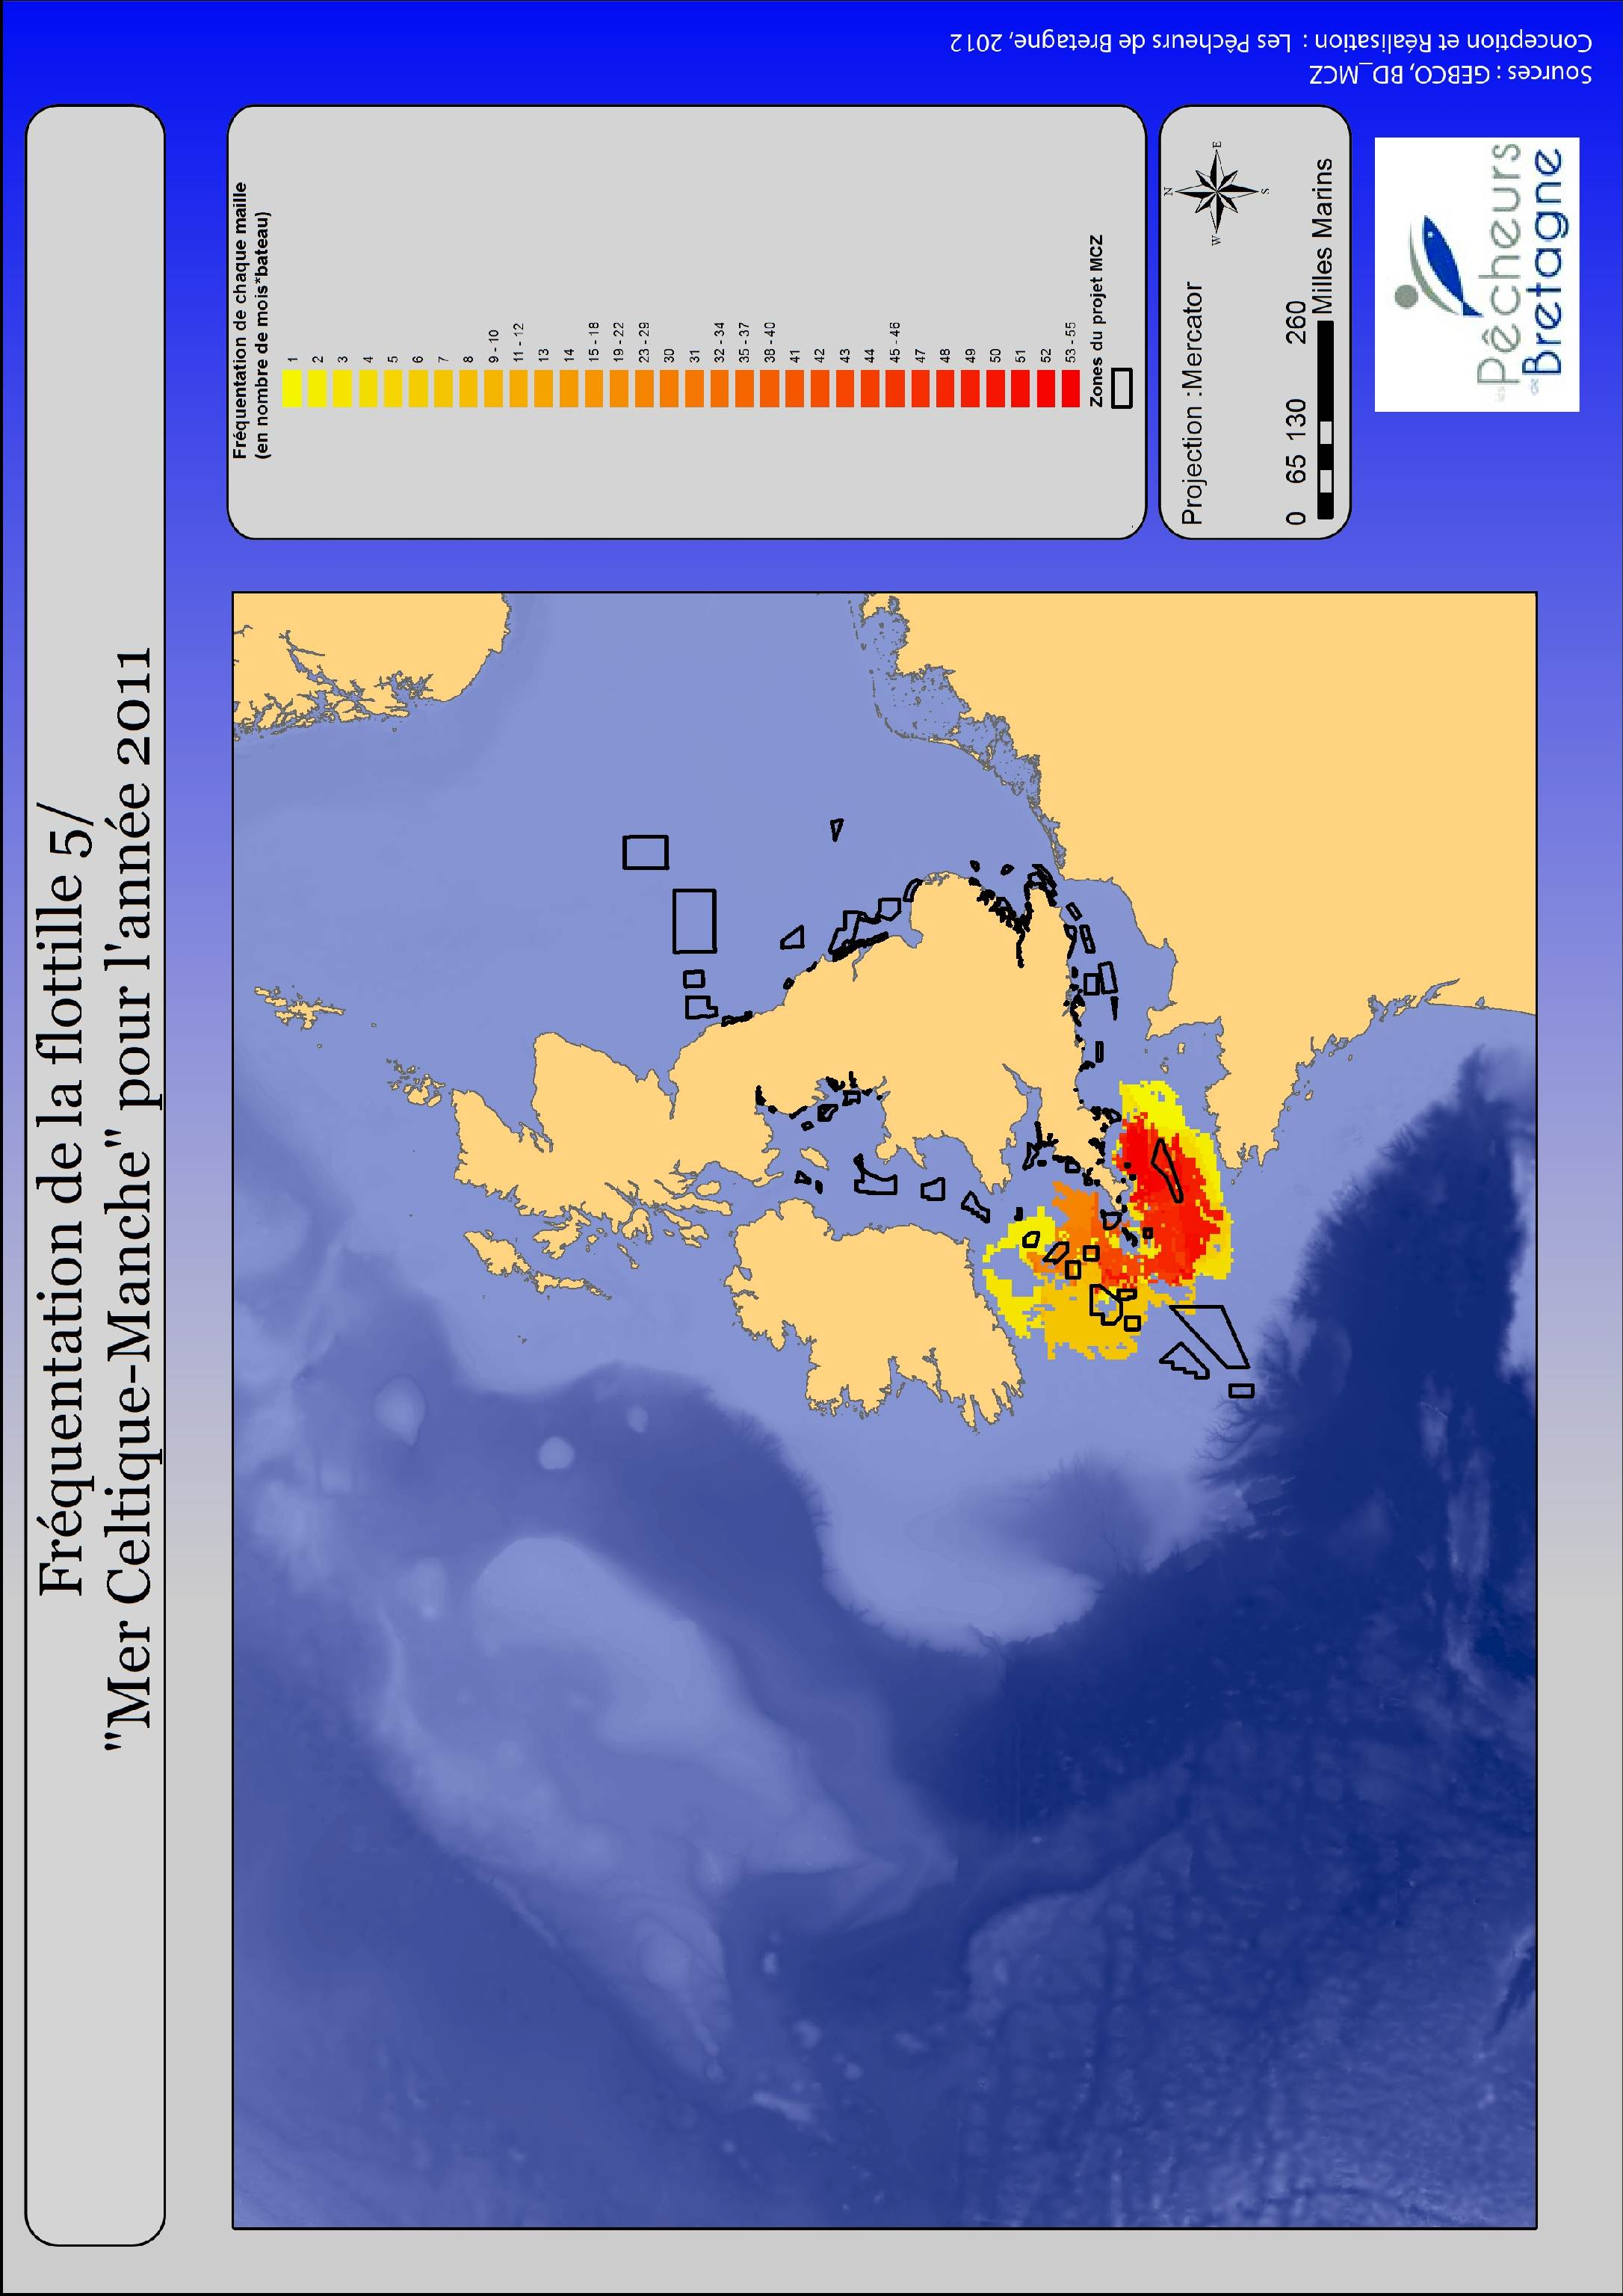 Fréquentation de la flottille 5/
"Mer Celtique-Manche" pour l'année 2011
Fréquentation de chaque maille
(en nombre de mois*bateau)
1
2
3
4
5
6
7
8
9 - 10
11 - 12
13
14
15 - 18
19 - 22
23 - 29
30
31
32 - 34
35 - 37
38 - 40
41
42
43
44
45 - 46
47
48
49
50
51
52
53 - 55
Zones du projet MCZ
Projection :Mercator
N
W
E
S
0 65 130 260
Milles Marins
les
Pêcheurs
de
Bretagne
Sources : GEBCO, BD_MCZ
Conception et Réalisation : Les Pêcheurs de Bretagne, 2012